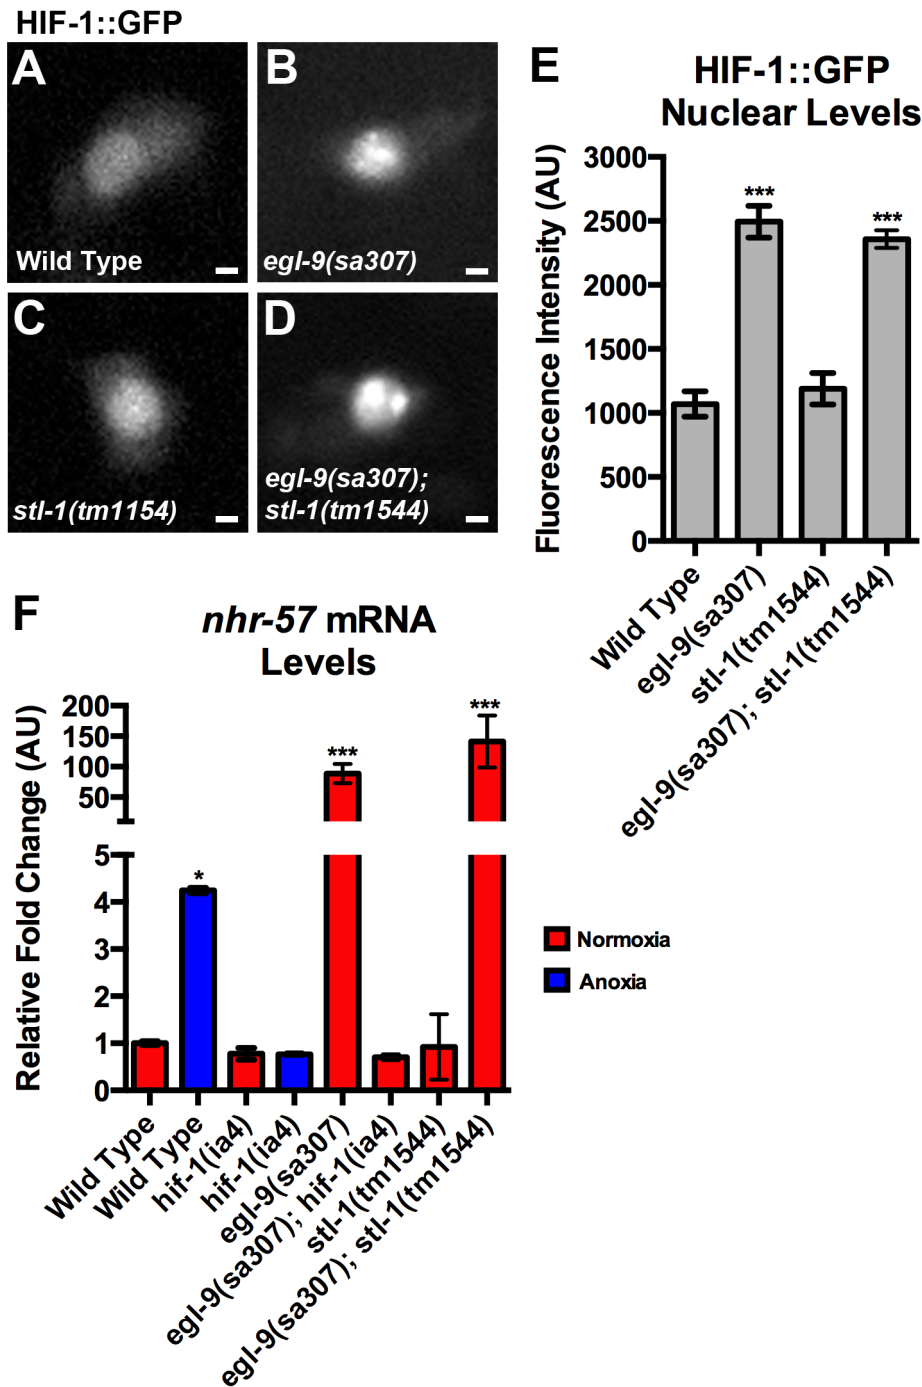 HIF-1::GFP
A
Wild Type
B
egl-9(sa307)
C
stl-1(tm1154)
D
egl-9(sa307);
stl-1(tm1544)
E
HIF-1::GFP
Nuclear Levels
Fluorescence Intensity (AU)
3000
2500
2000
1500
1000
500
0
***
***
Wild Type
egl-9(sa307)
stl-1(tm1544)
egl-9(sa307); stl-1(tm1544)
F
nhr-57 mRNA
Levels
Relative Fold Change (AU)
200
150
100
50
5
4
3
2
1
0
*
***
***
Wild Type
Wild Type
hif-1(ia4)
hif-1(ia4)
egl-9(sa307)
egl-9(sa307); hif-1(ia4)
stl-1(tm1544)
egl-9(sa307); stl-1(tm1544)
Normoxia
Anoxia